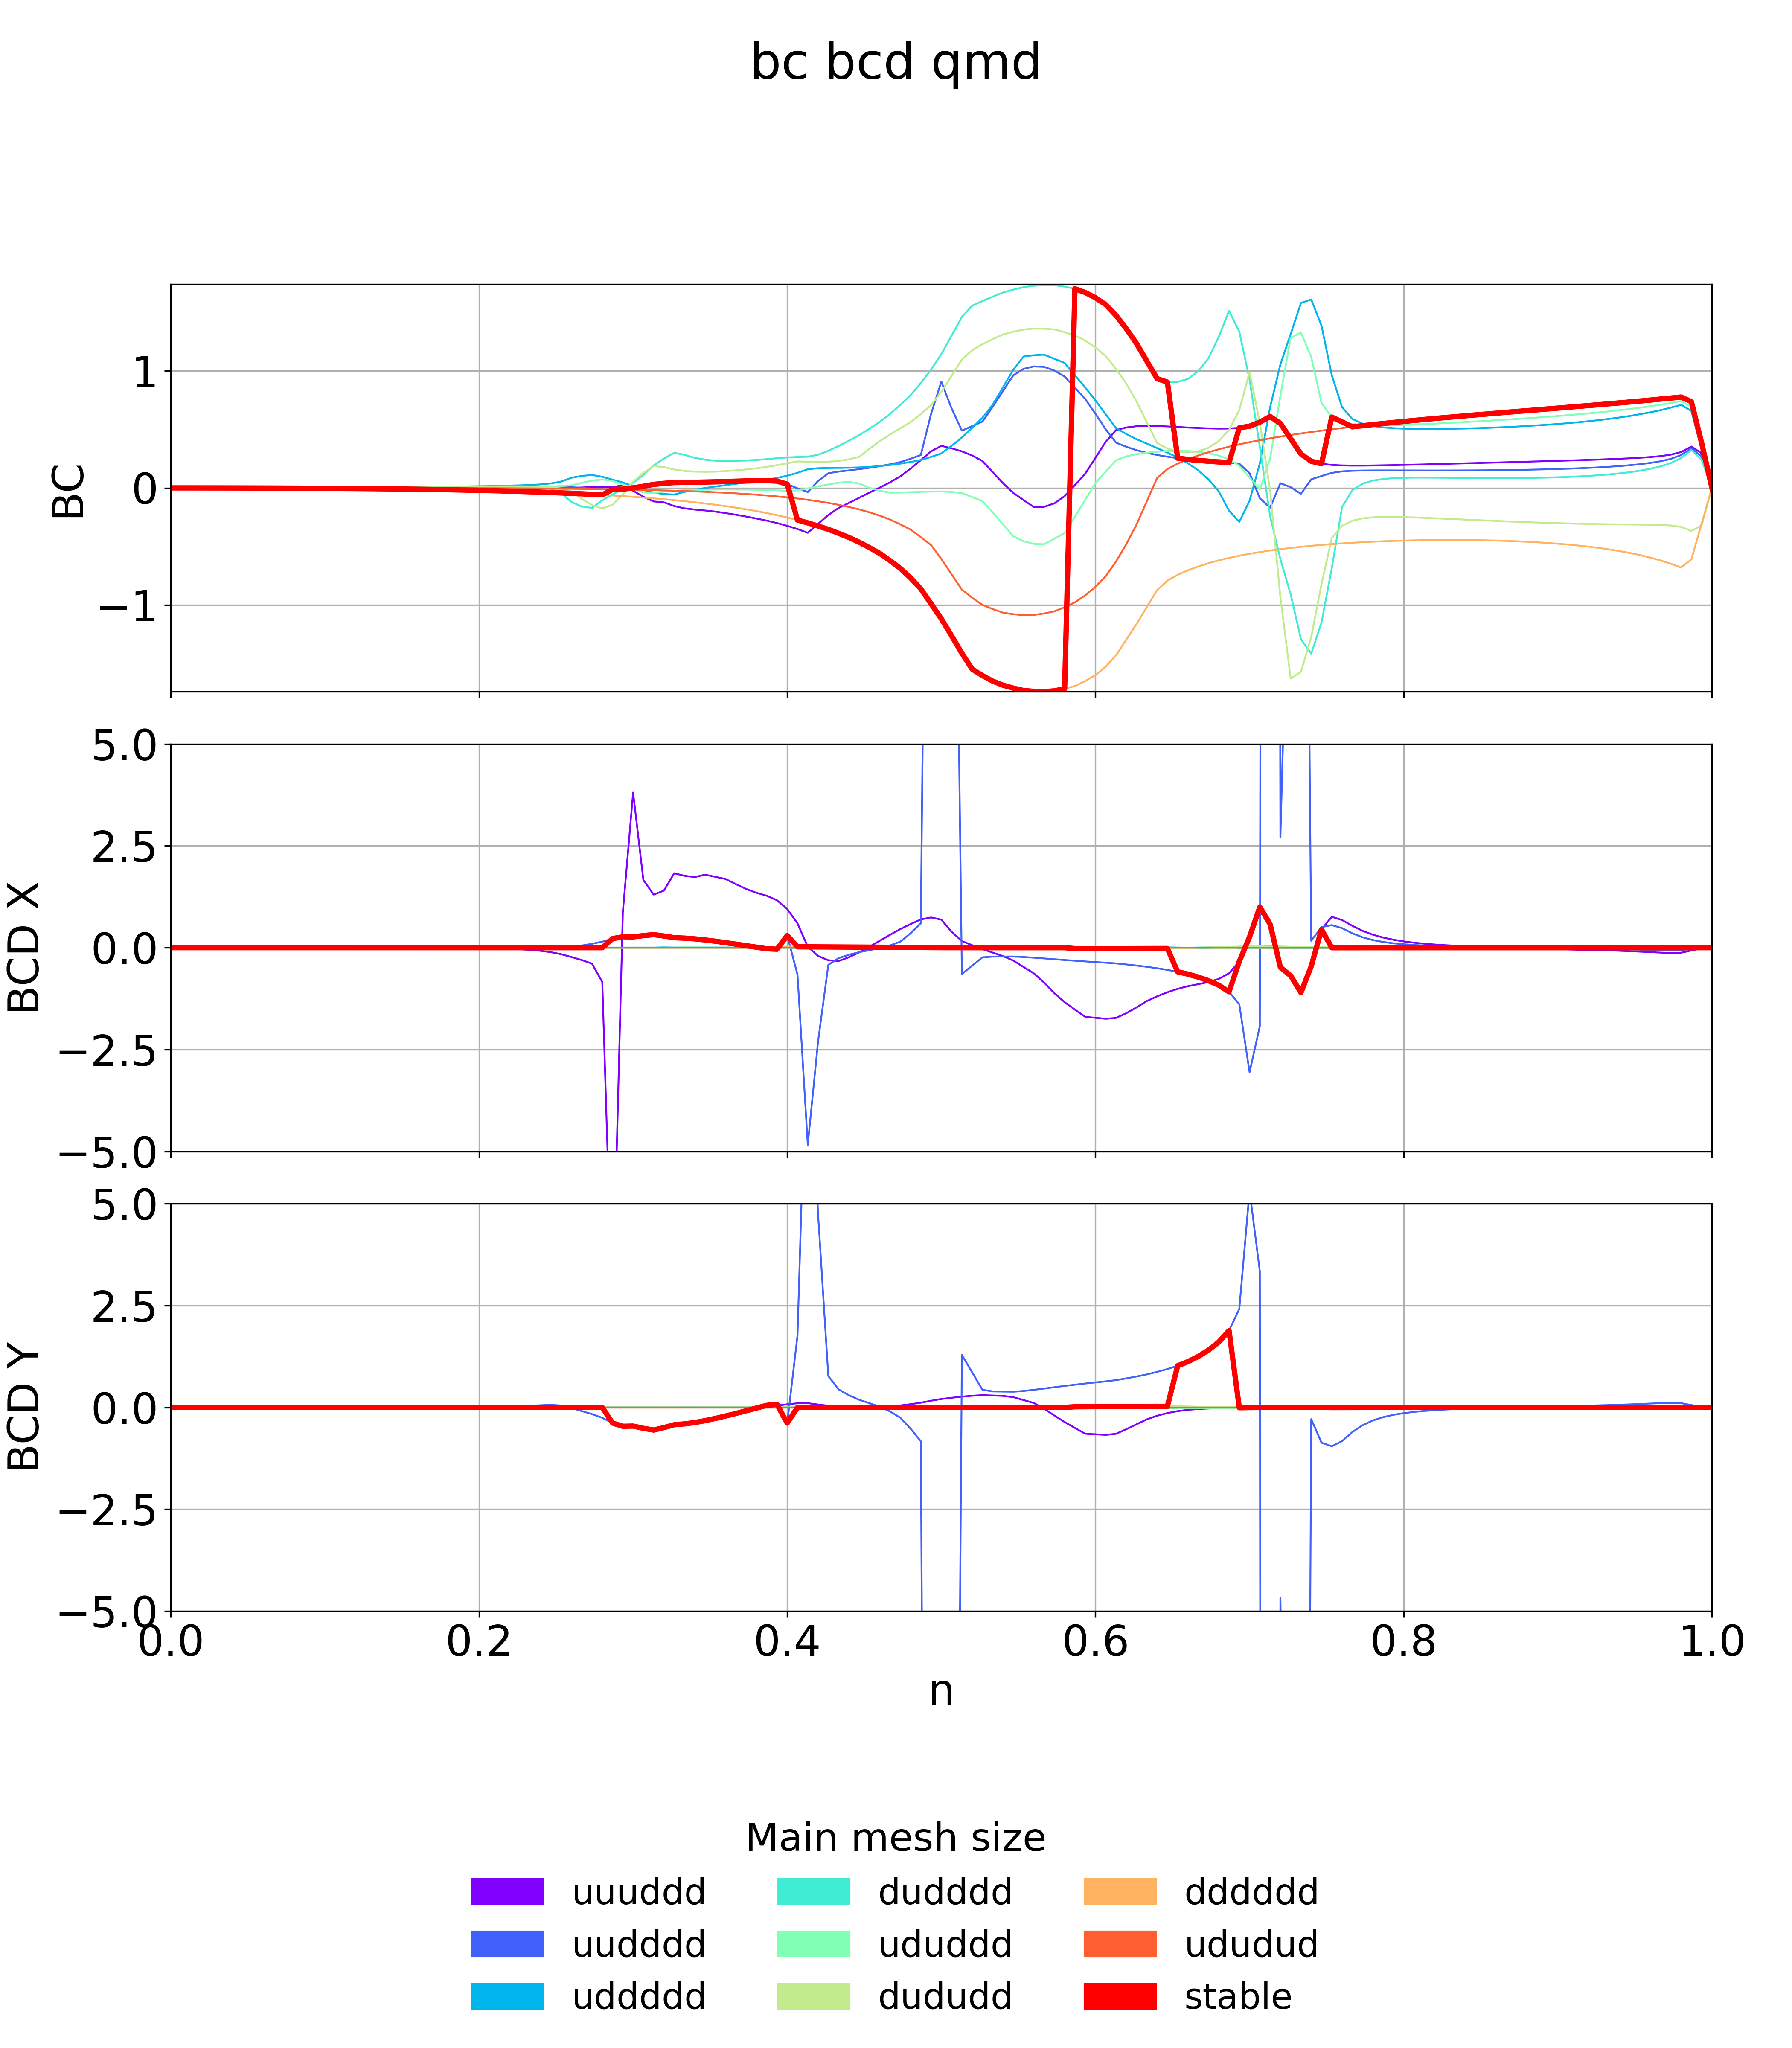 bc bcd qmd
BC
1
0
−1
BCD X
5.0
2.5
0.0
−2.5
−5.0
BCD Y
5.0
2.5
0.0
−2.5
−5.0
0.0 0.2 0.4 0.6 0.8 1.0
n
Main mesh size
uuuddd dudddd dddddd
uudddd ududdd ududud
uddddd dududd stable